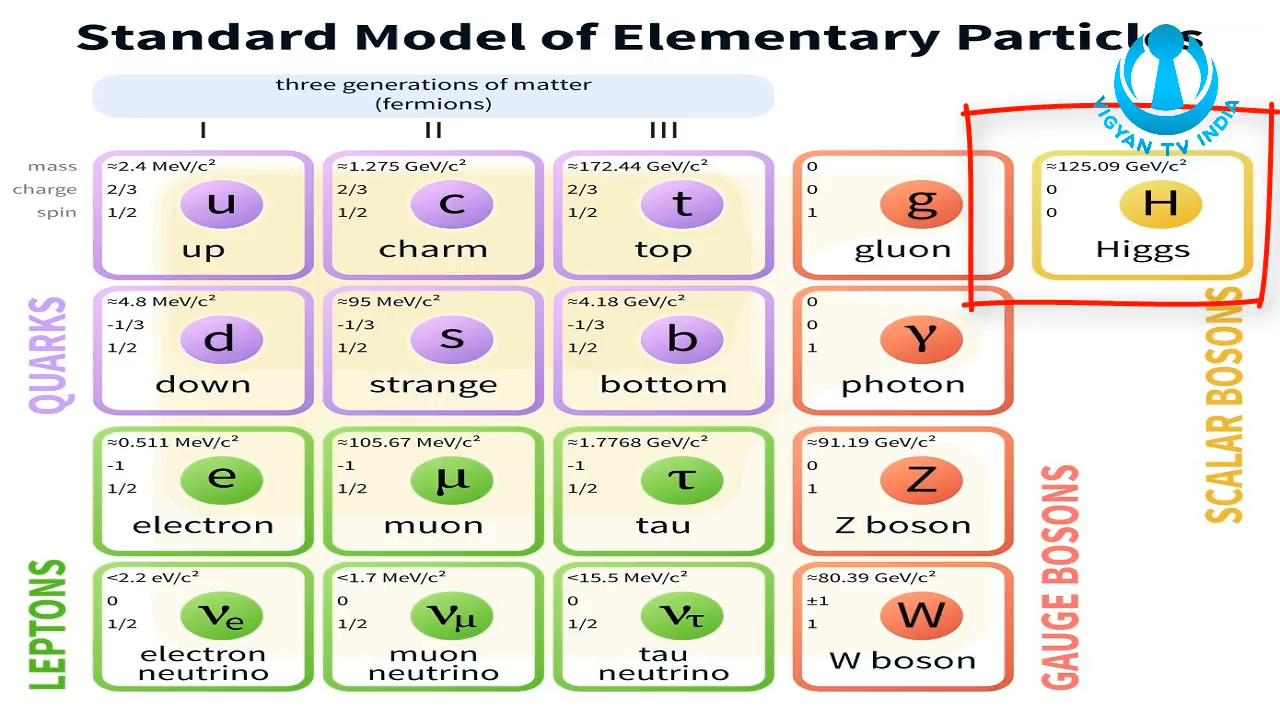 Standard Model of Elementary Particles
VIGYAN TV INDIA
three generations of matter
(fermions)
I II III
mass
charge
spin
≈2.4 MeV/c²
2/3
1/2
u
up
≈1.275 GeV/c²
2/3
1/2
c
charm
≈172.44 GeV/c²
2/3
1/2
t
top
0
0
1
g
gluon
≈125.09 GeV/c²
0
0
H
Higgs
QUARKS
≈4.8 MeV/c²
-1/3
1/2
d
down
≈95 MeV/c²
-1/3
1/2
s
strange
≈4.18 GeV/c²
-1/3
1/2
b
bottom
0
0
1
γ
photon
SCALAR BOSONS
≈0.511 MeV/c²
-1
1/2
e
electron
≈105.67 MeV/c²
-1
1/2
μ
muon
≈1.7768 GeV/c²
-1
1/2
τ
tau
≈91.19 GeV/c²
0
1
Z
Z boson
LEPTONS
<2.2 eV/c²
0
1/2
νe
electron
neutrino
<1.7 MeV/c²
0
1/2
νμ
muon
neutrino
<15.5 MeV/c²
0
1/2
ντ
tau
neutrino
≈80.39 GeV/c²
±1
1
W
W boson
GAUGE BOSONS